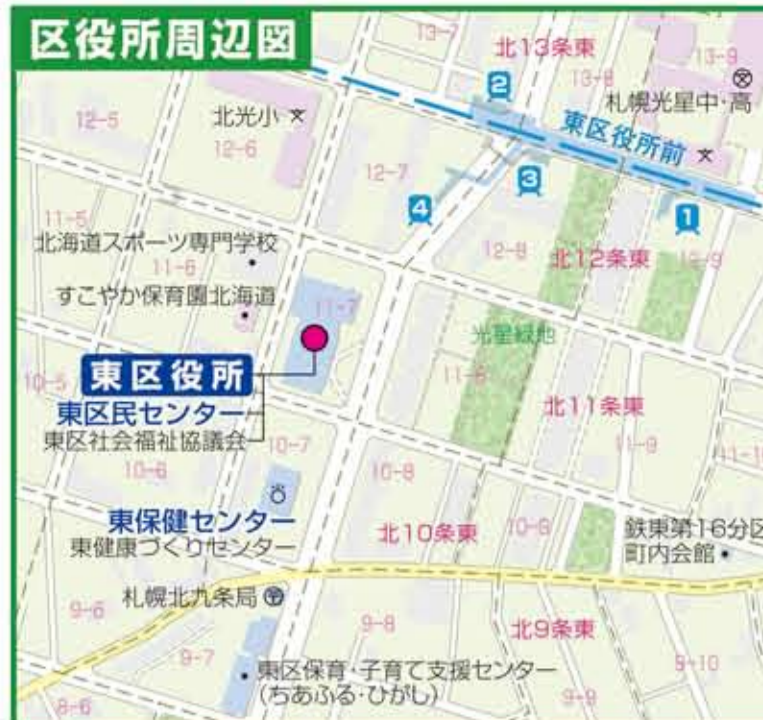 区役所周辺図
13-7
北13条東
13-8
13-9
札幌光星中・高
2
12-5
北光小
12-6
東区役所前
12-7
3
4
1
11-5
北海道スポーツ専門学校
11-6
12-8
北12条東
12-9
すこやか保育園北海道
11-7
光星緑地
東区役所
10-5
11-8
東区民センター
北11条東
東区社会福祉協議会
10-7
11-9
10-6
10-8
東保健センター
北10条東
10-9
鉄東第16分区
町内会館
東健康づくりセンター
札幌北九条局
9-6
9-8
北9条東
9-7
東区保育・子育て支援センター
(ちあふる・ひがし)
9-10
8-6
9-9